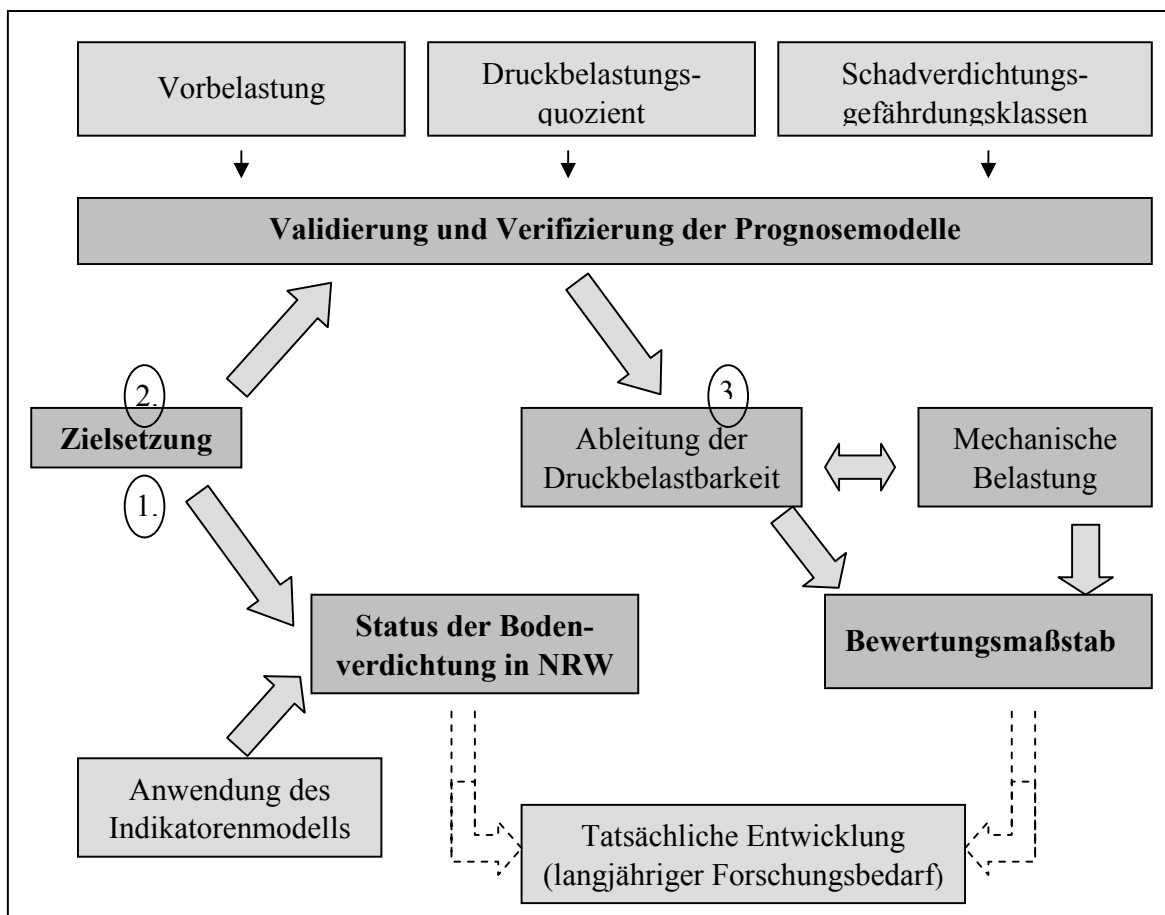 Vorbelastung
Druckbelastungs-
quozient
Schadverdichtungs-
gefährdungsklassen
Validierung und Verifizierung der Prognosemodelle
2.
Zielsetzung
1.
3.
Ableitung der
Druckbelastbarkeit
Mechanische
Belastung
Status der Boden-
verdichtung in NRW
Bewertungsmaßstab
Anwendung des
Indikatorenmodells
Tatsächliche Entwicklung
(langjähriger Forschungsbedarf)